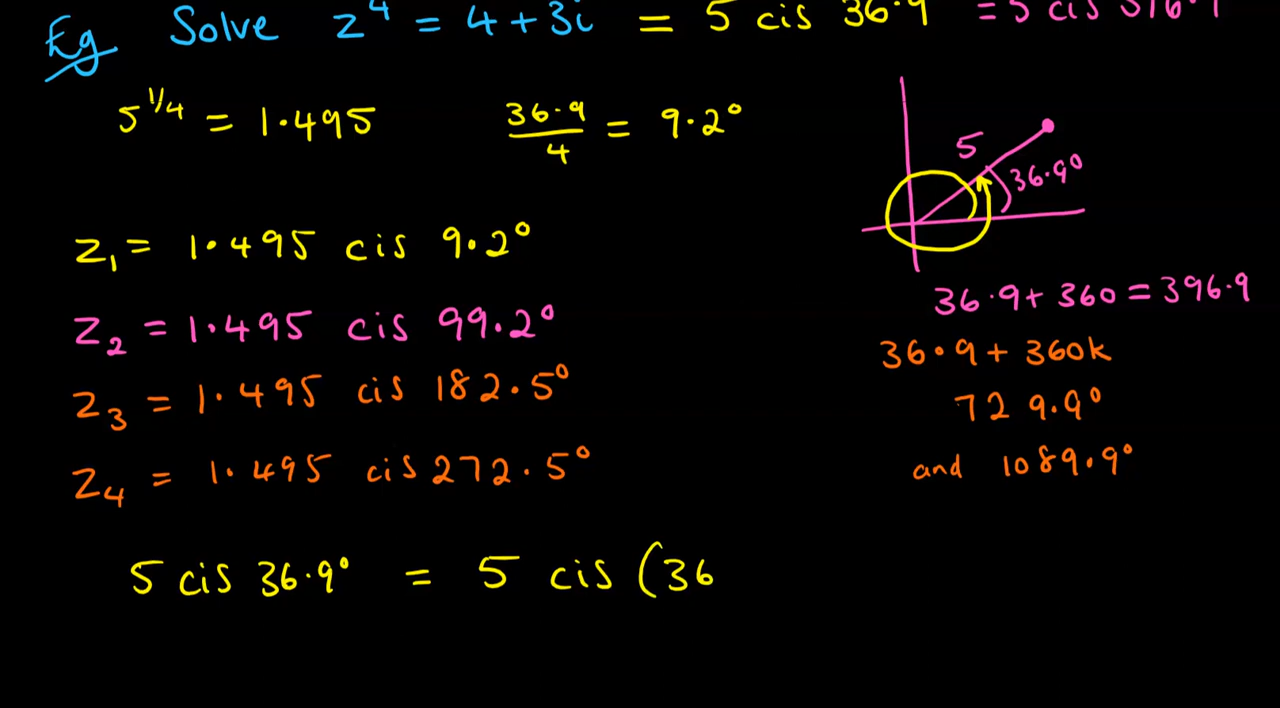 Eg Solve z⁴ = 4 + 3i = 5 cis 36.9 = 5 cis
5^1/4 = 1.495
36.9/4 = 9.2°
5
36.9°
z₁ = 1.495 cis 9.2°
36.9 + 360 = 396.9
z₂ = 1.495 cis 99.2°
36.9 + 360k
z₃ = 1.495 cis 182.5°
729.9°
z₄ = 1.495 cis 272.5°
and 1089.9°
5 cis 36.9° = 5 cis (36